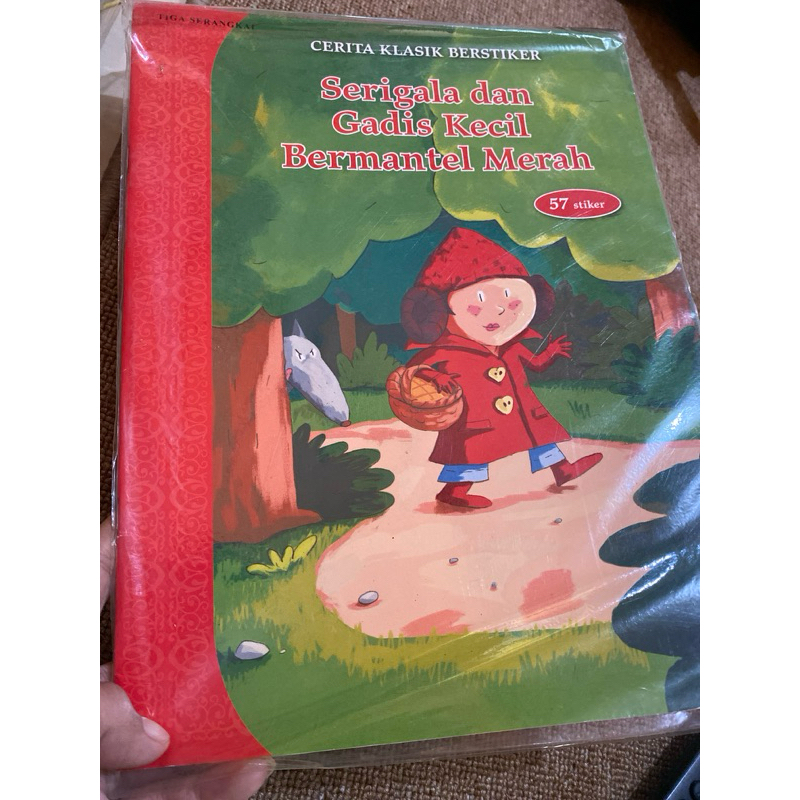 TIGA SERANGKAI
CERITA KLASIK BERSTIKER
Serigala dan
Gadis Kecil
Bermantel Merah
57 stiker